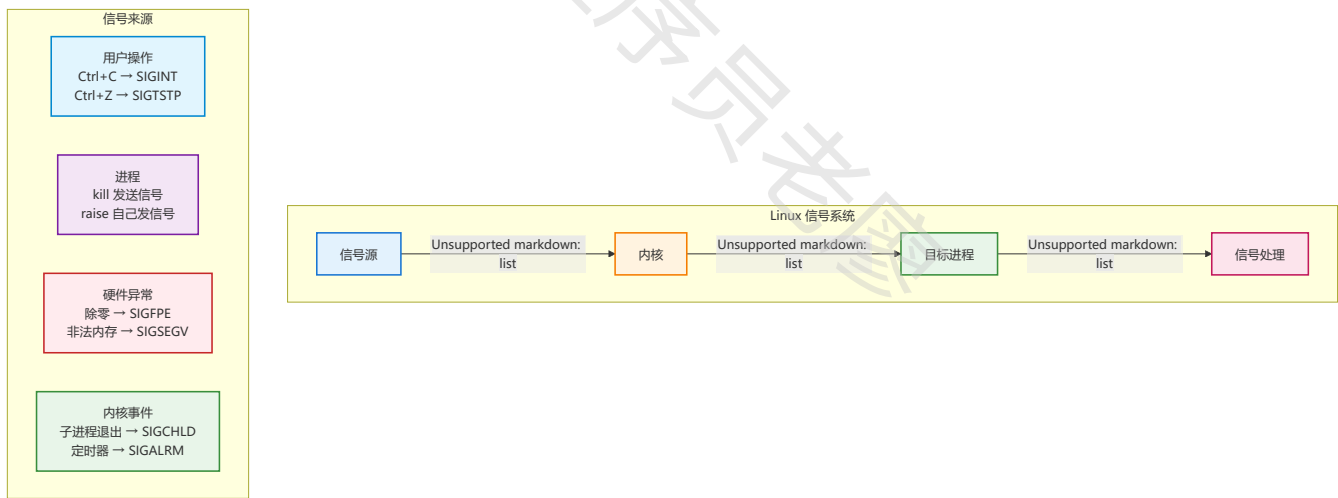 信号来源
用户操作
Ctrl+C → SIGINT
Ctrl+Z → SIGTSTP
进程
kill 发送信号
raise 自己发信号
硬件异常
除零 → SIGFPE
非法内存 → SIGSEGV
内核事件
子进程退出 → SIGCHLD
定时器 → SIGALRM
Linux 信号系统
信号源
Unsupported markdown:
list
内核
Unsupported markdown:
list
目标进程
Unsupported markdown:
list
信号处理
序员老廖